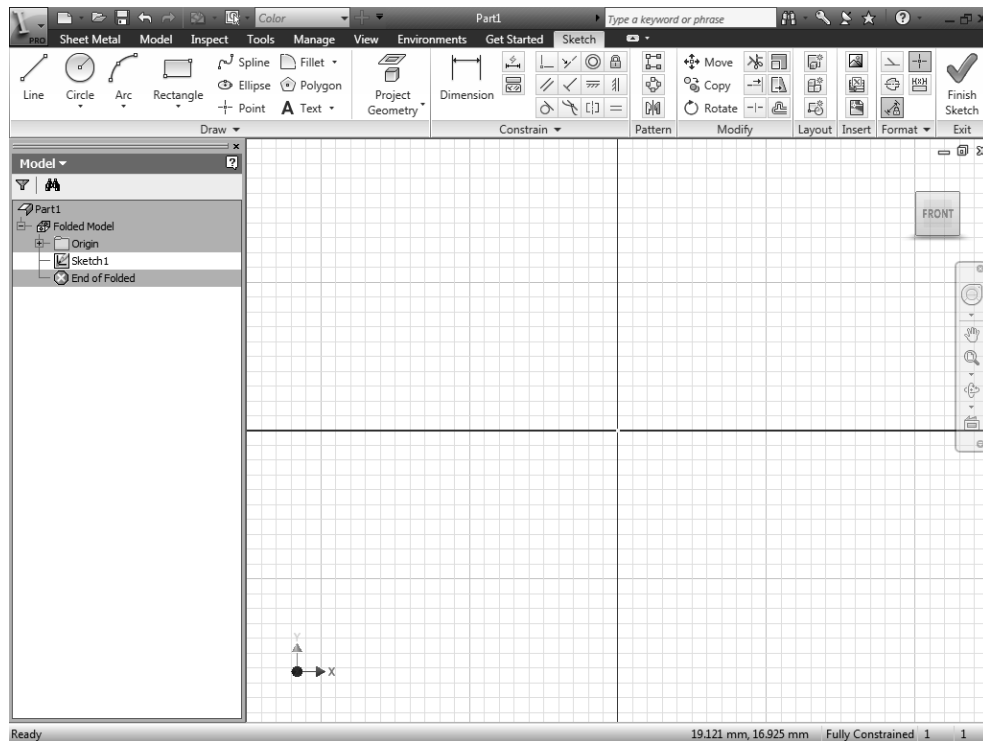 Color
Part1
Type a keyword or phrase
PRO
Sheet Metal Model Inspect Tools Manage View Environments Get Started Sketch
Line
Circle
Arc
Rectangle
Spline
Ellipse
Point
Fillet
Polygon
A Text
Project
Geometry
Dimension
Move
Copy
Rotate
Finish
Sketch
Draw
Constrain
Pattern
Modify
Layout
Insert
Format
Exit
Model
Part1
Folded Model
Origin
Sketch1
End of Folded
FRONT
Y
X
Ready
19.121 mm, 16.925 mm Fully Constrained 1 1